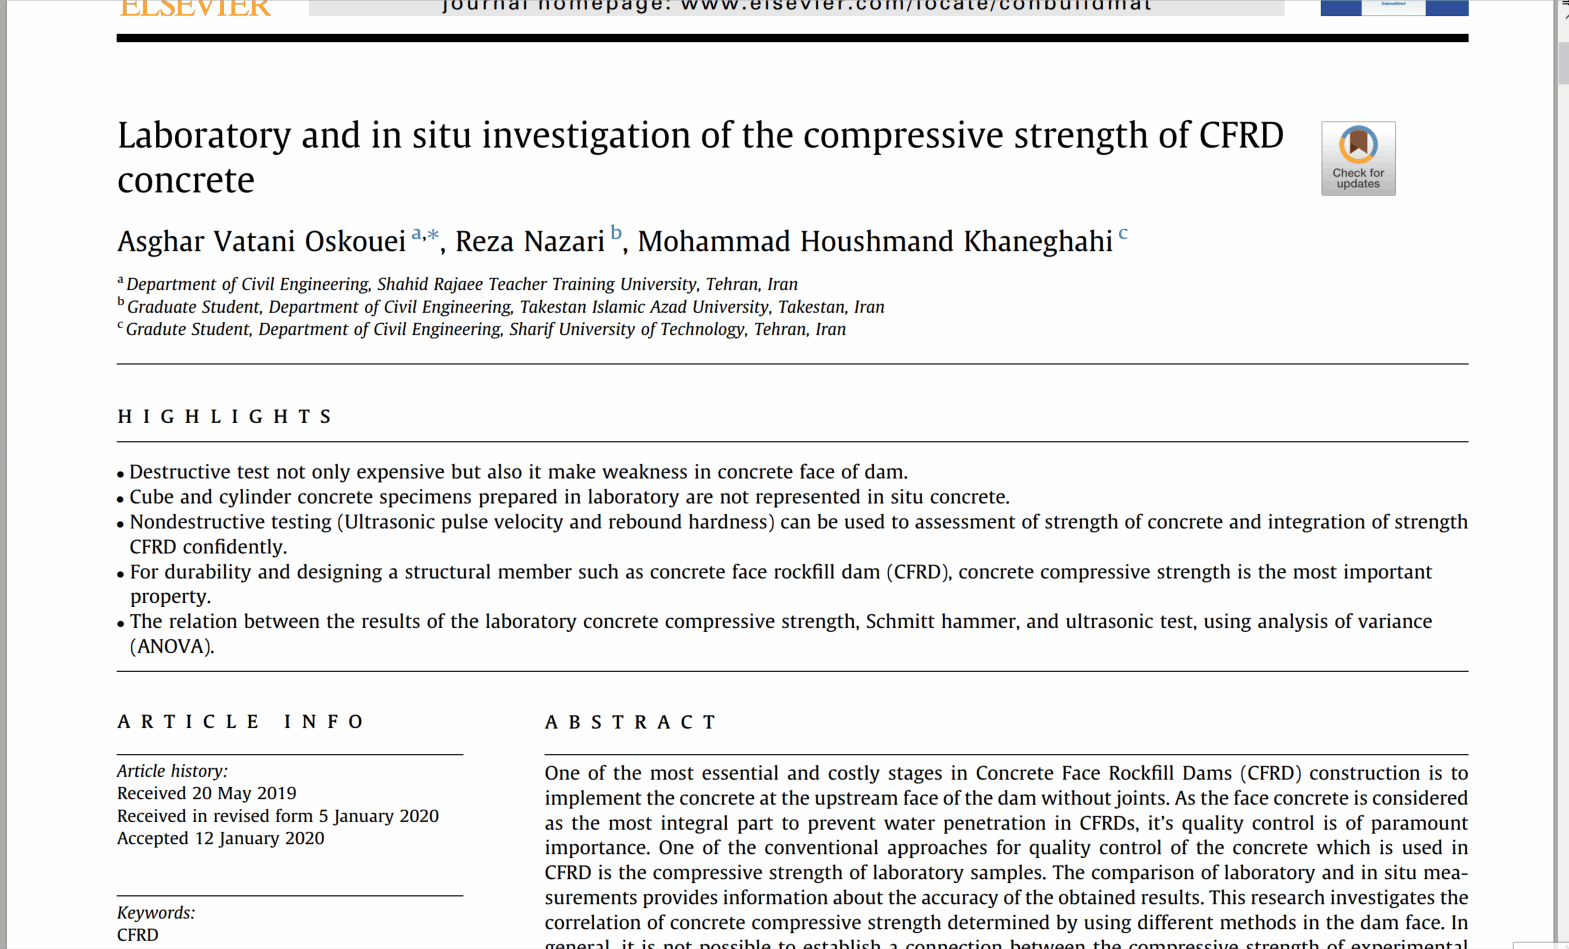 ELSEVIER
journal homepage: www.elsevier.com/locate/conbuildmat
Laboratory and in situ investigation of the compressive strength of CFRD
concrete
Check for
updates
Asghar Vatani Oskouei a,*, Reza Nazari b, Mohammad Houshmand Khaneghahi c
a Department of Civil Engineering, Shahid Rajaee Teacher Training University, Tehran, Iran
b Graduate Student, Department of Civil Engineering, Takestan Islamic Azad University, Takestan, Iran
c Gradute Student, Department of Civil Engineering, Sharif University of Technology, Tehran, Iran
HIGHLIGHTS
• Destructive test not only expensive but also it make weakness in concrete face of dam.
• Cube and cylinder concrete specimens prepared in laboratory are not represented in situ concrete.
• Nondestructive testing (Ultrasonic pulse velocity and rebound hardness) can be used to assessment of strength of concrete and integration of strength
CFRD confidently.
• For durability and designing a structural member such as concrete face rockfill dam (CFRD), concrete compressive strength is the most important
property.
• The relation between the results of the laboratory concrete compressive strength, Schmitt hammer, and ultrasonic test, using analysis of variance
(ANOVA).
ARTICLE INFO
Article history:
Received 20 May 2019
Received in revised form 5 January 2020
Accepted 12 January 2020
Keywords:
CFRD
ABSTRACT
One of the most essential and costly stages in Concrete Face Rockfill Dams (CFRD) construction is to
implement the concrete at the upstream face of the dam without joints. As the face concrete is considered
as the most integral part to prevent water penetration in CFRDs, it's quality control is of paramount
importance. One of the conventional approaches for quality control of the concrete which is used in
CFRD is the compressive strength of laboratory samples. The comparison of laboratory and in situ mea-
surements provides information about the accuracy of the obtained results. This research investigates the
correlation of concrete compressive strength determined by using different methods in the dam face. In
general, it is not possible to establish a connection between the compressive strength of experimental